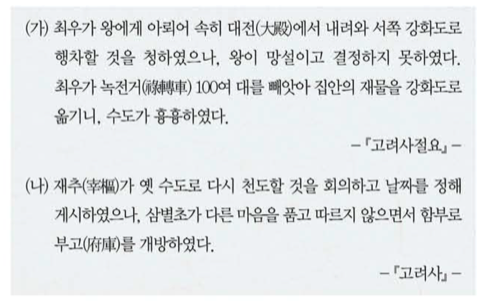 (가) 최우가 왕에게 아뢰어 속히 대전(大殿)에서 내려와 서쪽 강화도로
행차할 것을 청하였으나, 왕이 망설이고 결정하지 못하였다.
최우가 녹전거(祿轉車) 100여 대를 빼앗아 집안의 재물을 강화도로
옮기니, 수도가 흉흉하였다.
-『고려사절요』-
(나) 재추(宰樞)가 옛 수도로 다시 천도할 것을 회의하고 날짜를 정해
게시하였으나, 삼별초가 다른 마음을 품고 따르지 않으면서 함부로
부고(府庫)를 개방하였다.
-『고려사』-